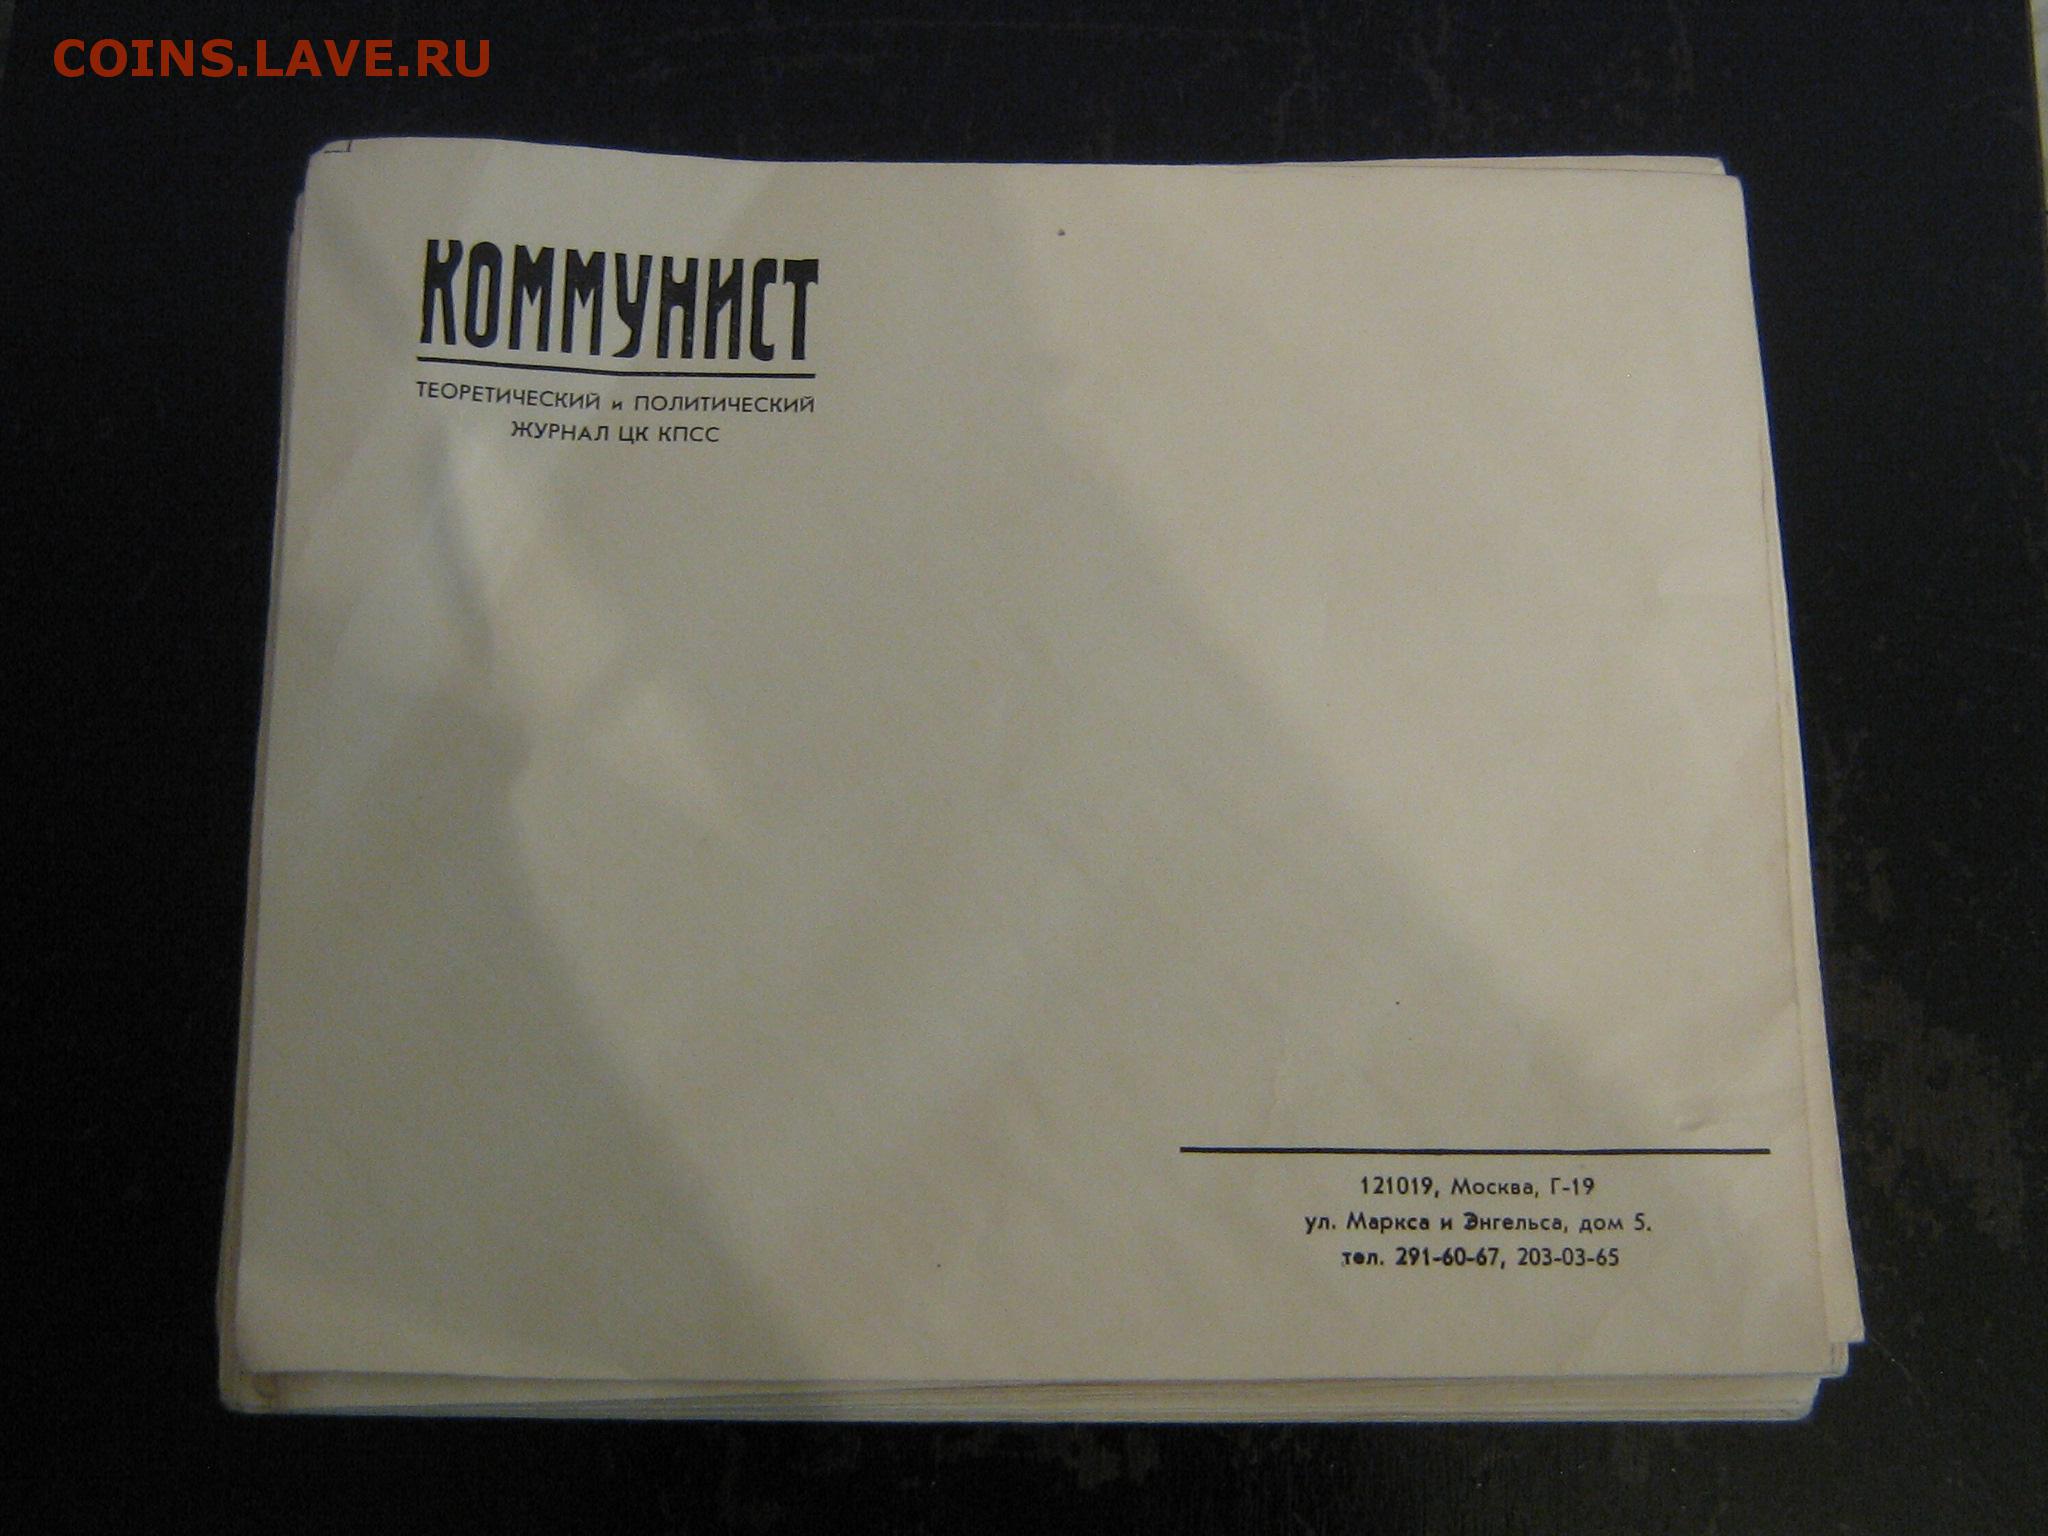 COINS.LAVE.RU
КОММУНИСТ
ТЕОРЕТИЧЕСКИЙ и ПОЛИТИЧЕСКИЙ
ЖУРНАЛ ЦК КПСС
121019, Москва, Г-19
ул. Маркса и Энгельса, дом 5.
тел. 291-60-67, 203-03-65